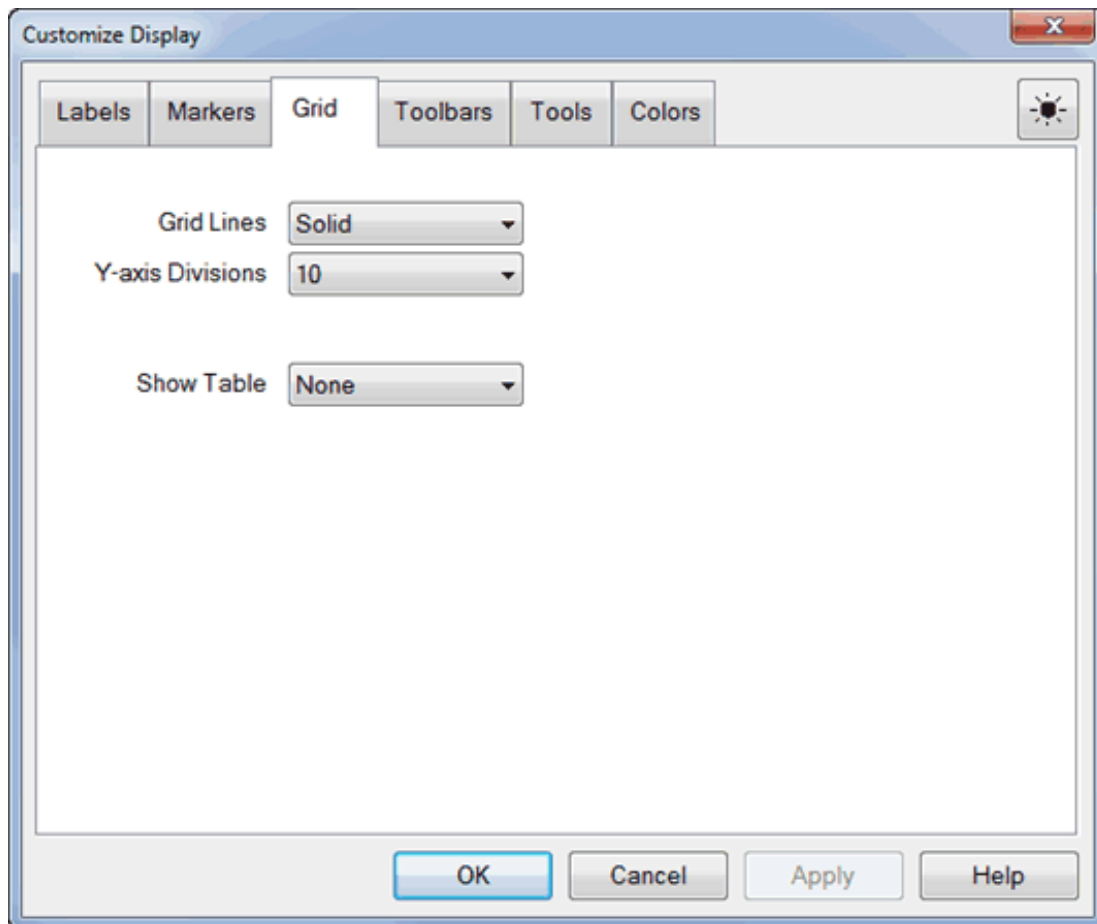 Customize Display
Labels Markers Grid Toolbars Tools Colors
Grid Lines Solid
Y-axis Divisions 10
Show Table None
OK Cancel Apply Help